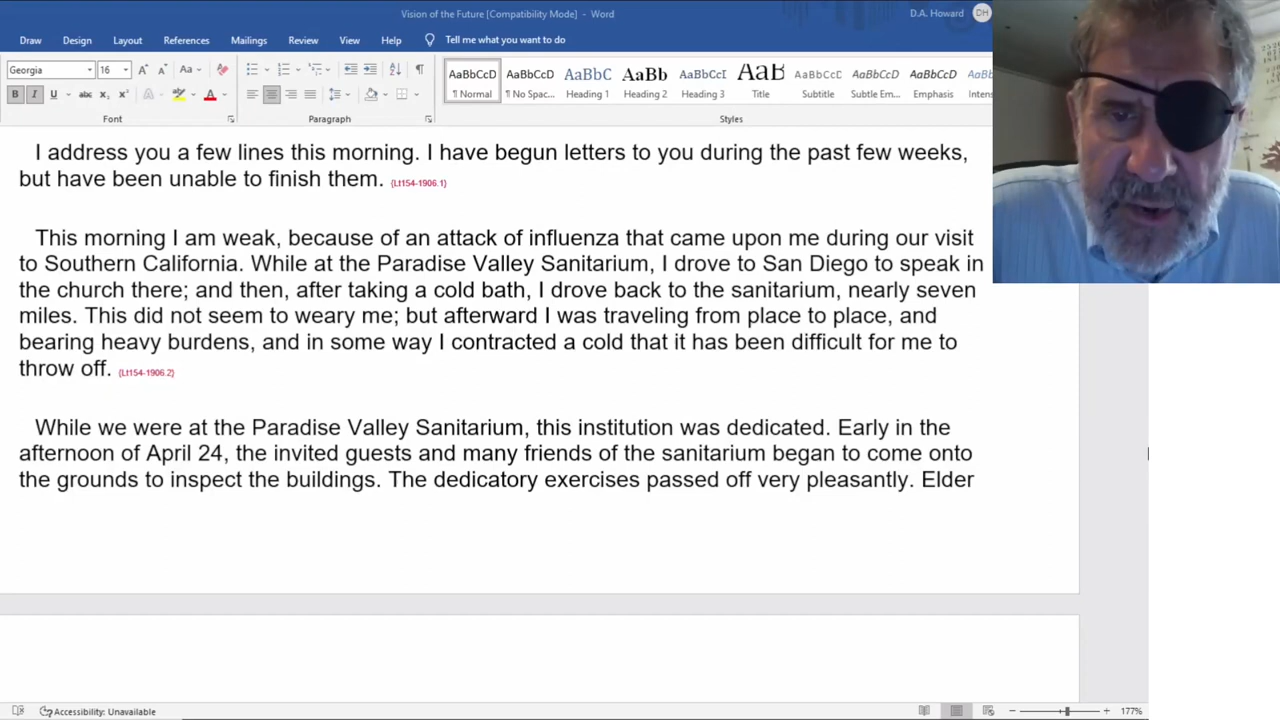 Vision of the Future [Compatibility Mode] - Word
D.A. Howard DH
Draw Design Layout References Mailings Review View Help Tell me what you want to do
Georgia 16 Aa
AaBbCcD AaBbCcD AaBbC AaBb AaBbCcI AaB AaBbCcD AaBbCcD AaBbCcD AaBb
B I U abc x₂ x² A A
¶ Normal ¶ No Spac... Heading 1 Heading 2 Heading 3 Title Subtitle Subtle Em... Emphasis Intens
Font Paragraph Styles
I address you a few lines this morning. I have begun letters to you during the past few weeks,
but have been unable to finish them. {Lt154-1906.1}
This morning I am weak, because of an attack of influenza that came upon me during our visit
to Southern California. While at the Paradise Valley Sanitarium, I drove to San Diego to speak in
the church there; and then, after taking a cold bath, I drove back to the sanitarium, nearly seven
miles. This did not seem to weary me; but afterward I was traveling from place to place, and
bearing heavy burdens, and in some way I contracted a cold that it has been difficult for me to
throw off. {Lt154-1906.2}
While we were at the Paradise Valley Sanitarium, this institution was dedicated. Early in the
afternoon of April 24, the invited guests and many friends of the sanitarium began to come onto
the grounds to inspect the buildings. The dedicatory exercises passed off very pleasantly. Elder
Accessibility: Unavailable 177%